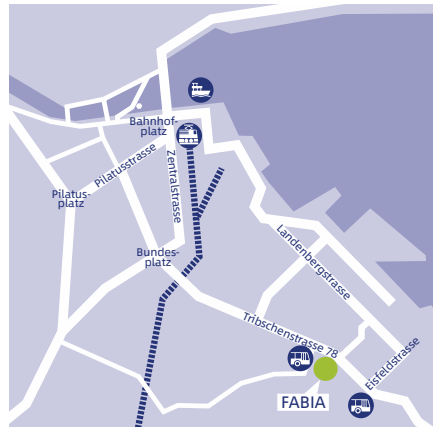 Bahnhof-
platz
Pilatusstrasse
Zentralstrasse
Pilatus-
platz
Landenbergstrasse
Bundes-
platz
Tribschenstrasse 78
Eisfeldstrasse
FABIA